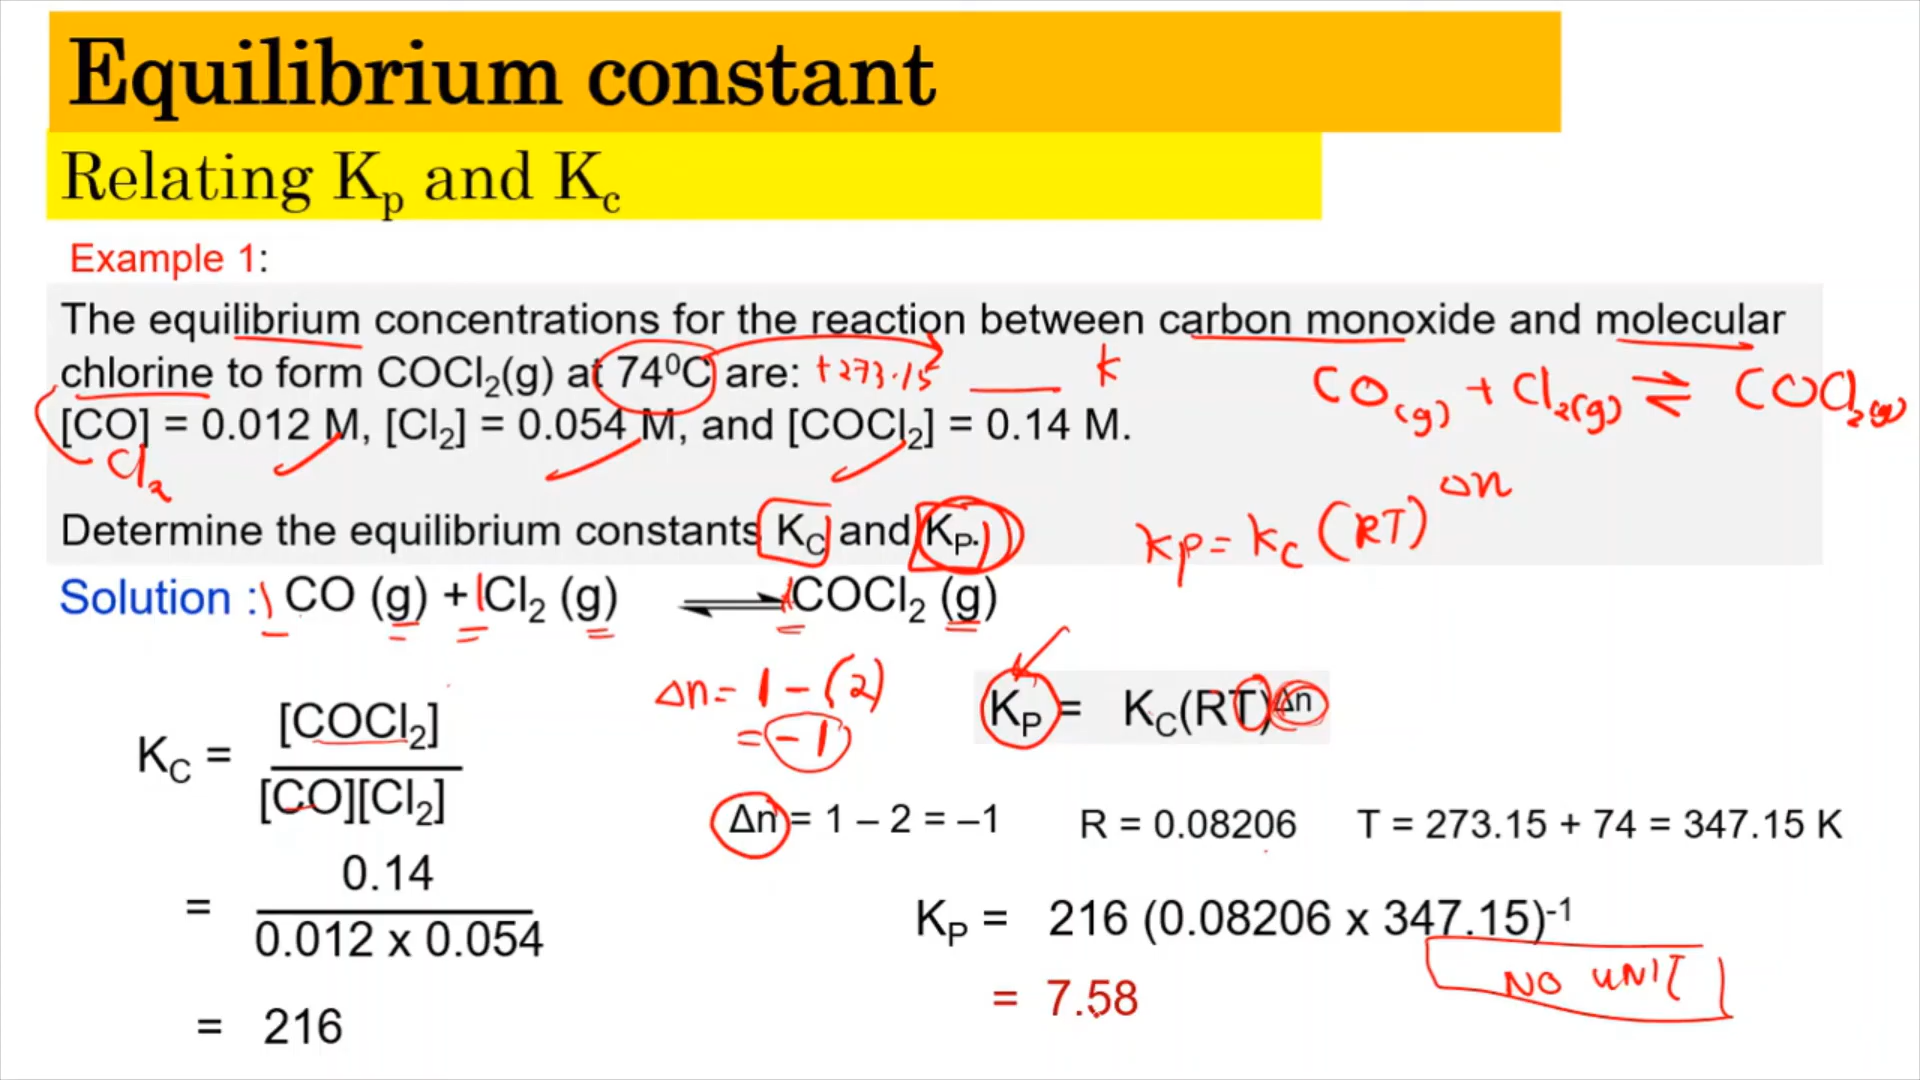 Equilibrium constant
Relating Kp and Kc
Example 1:
The equilibrium concentrations for the reaction between carbon monoxide and molecular
chlorine to form COCl₂(g) at 74⁰C are: +273.15 ___ K
[CO] = 0.012 M, [Cl₂] = 0.054 M, and [COCl₂] = 0.14 M.
CO(g) + Cl₂(g) ⇌ COCl₂(g)
Cl₂
Determine the equilibrium constants KC and KP.
Kp = Kc (RT)^Δn
Solution : 1 CO (g) + 1 Cl₂ (g) ⇌ 1 COCl₂ (g)
KC = [COCl₂]
[CO][Cl₂]
Δn = 1 - (2)
= -1
KP = KC(RT)^Δn
Δn = 1 – 2 = –1 R = 0.08206 T = 273.15 + 74 = 347.15 K
= 0.14
0.012 x 0.054
KP = 216 (0.08206 x 347.15)⁻¹
NO UNIT
= 7.58
= 216